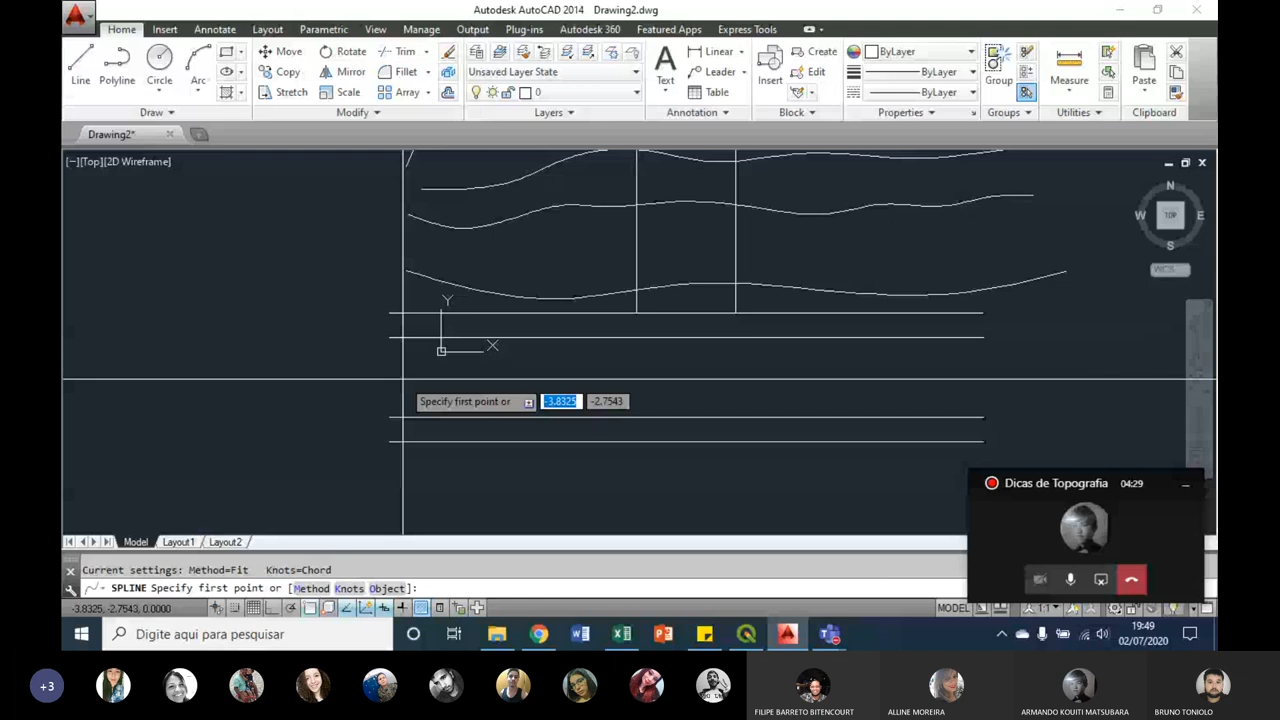 Autodesk AutoCAD 2014 Drawing2.dwg
Home Insert Annotate Layout Parametric View Manage Output Plug-ins Autodesk 360 Featured Apps Express Tools
Line Polyline Circle Arc
Move Rotate Trim
Copy Mirror Fillet
Stretch Scale Array
Unsaved Layer State
0
Text
Linear
Leader
Table
Insert
Create
Edit
ByLayer
ByLayer
ByLayer
Group
Measure
Paste
Draw Modify Layers Annotation Block Properties Groups Utilities Clipboard
Drawing2*
[−][Top][2D Wireframe]
N
W TOP E
S
WCS
Y
X
Specify first point or -3.8325 -2.7543
Dicas de Topografia 04:29
Model Layout1 Layout2
Current settings: Method=Fit Knots=Chord
SPLINE Specify first point or [Method Knots Object]:
-3.8325, -2.7543, 0.0000
MODEL 1:1
Digite aqui para pesquisar
19:49
02/07/2020
+3
FILIPE BARRETO BITENCOURT ALLINE MOREIRA ARMANDO KOUITI MATSUBARA BRUNO TONIOLO